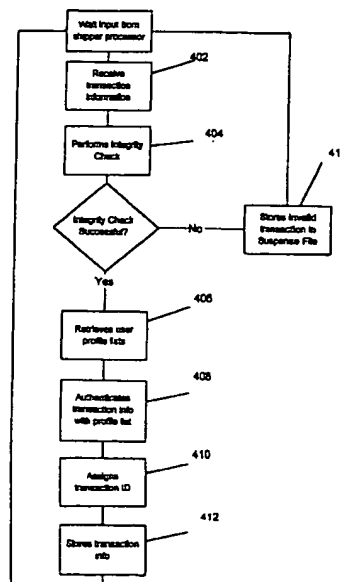 Wait input from
shipper processor
402
Receive
transaction
information
404
Performs Integrity
Check
41
Integrity Check
Successful?
No
Stores Invalid
transaction in
Suspense File
Yes
406
Retrieves user
profile lists
408
Authenticates
transaction info
with profile list
410
Assigns
transaction ID
412
Stores transaction
info